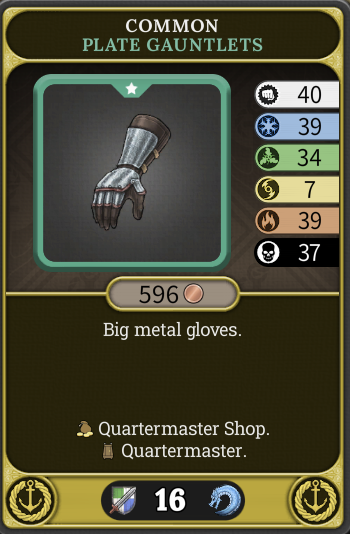 COMMON
PLATE GAUNTLETS
40
39
34
7
39
37
596
Big metal gloves.
Quartermaster Shop.
Quartermaster.
16